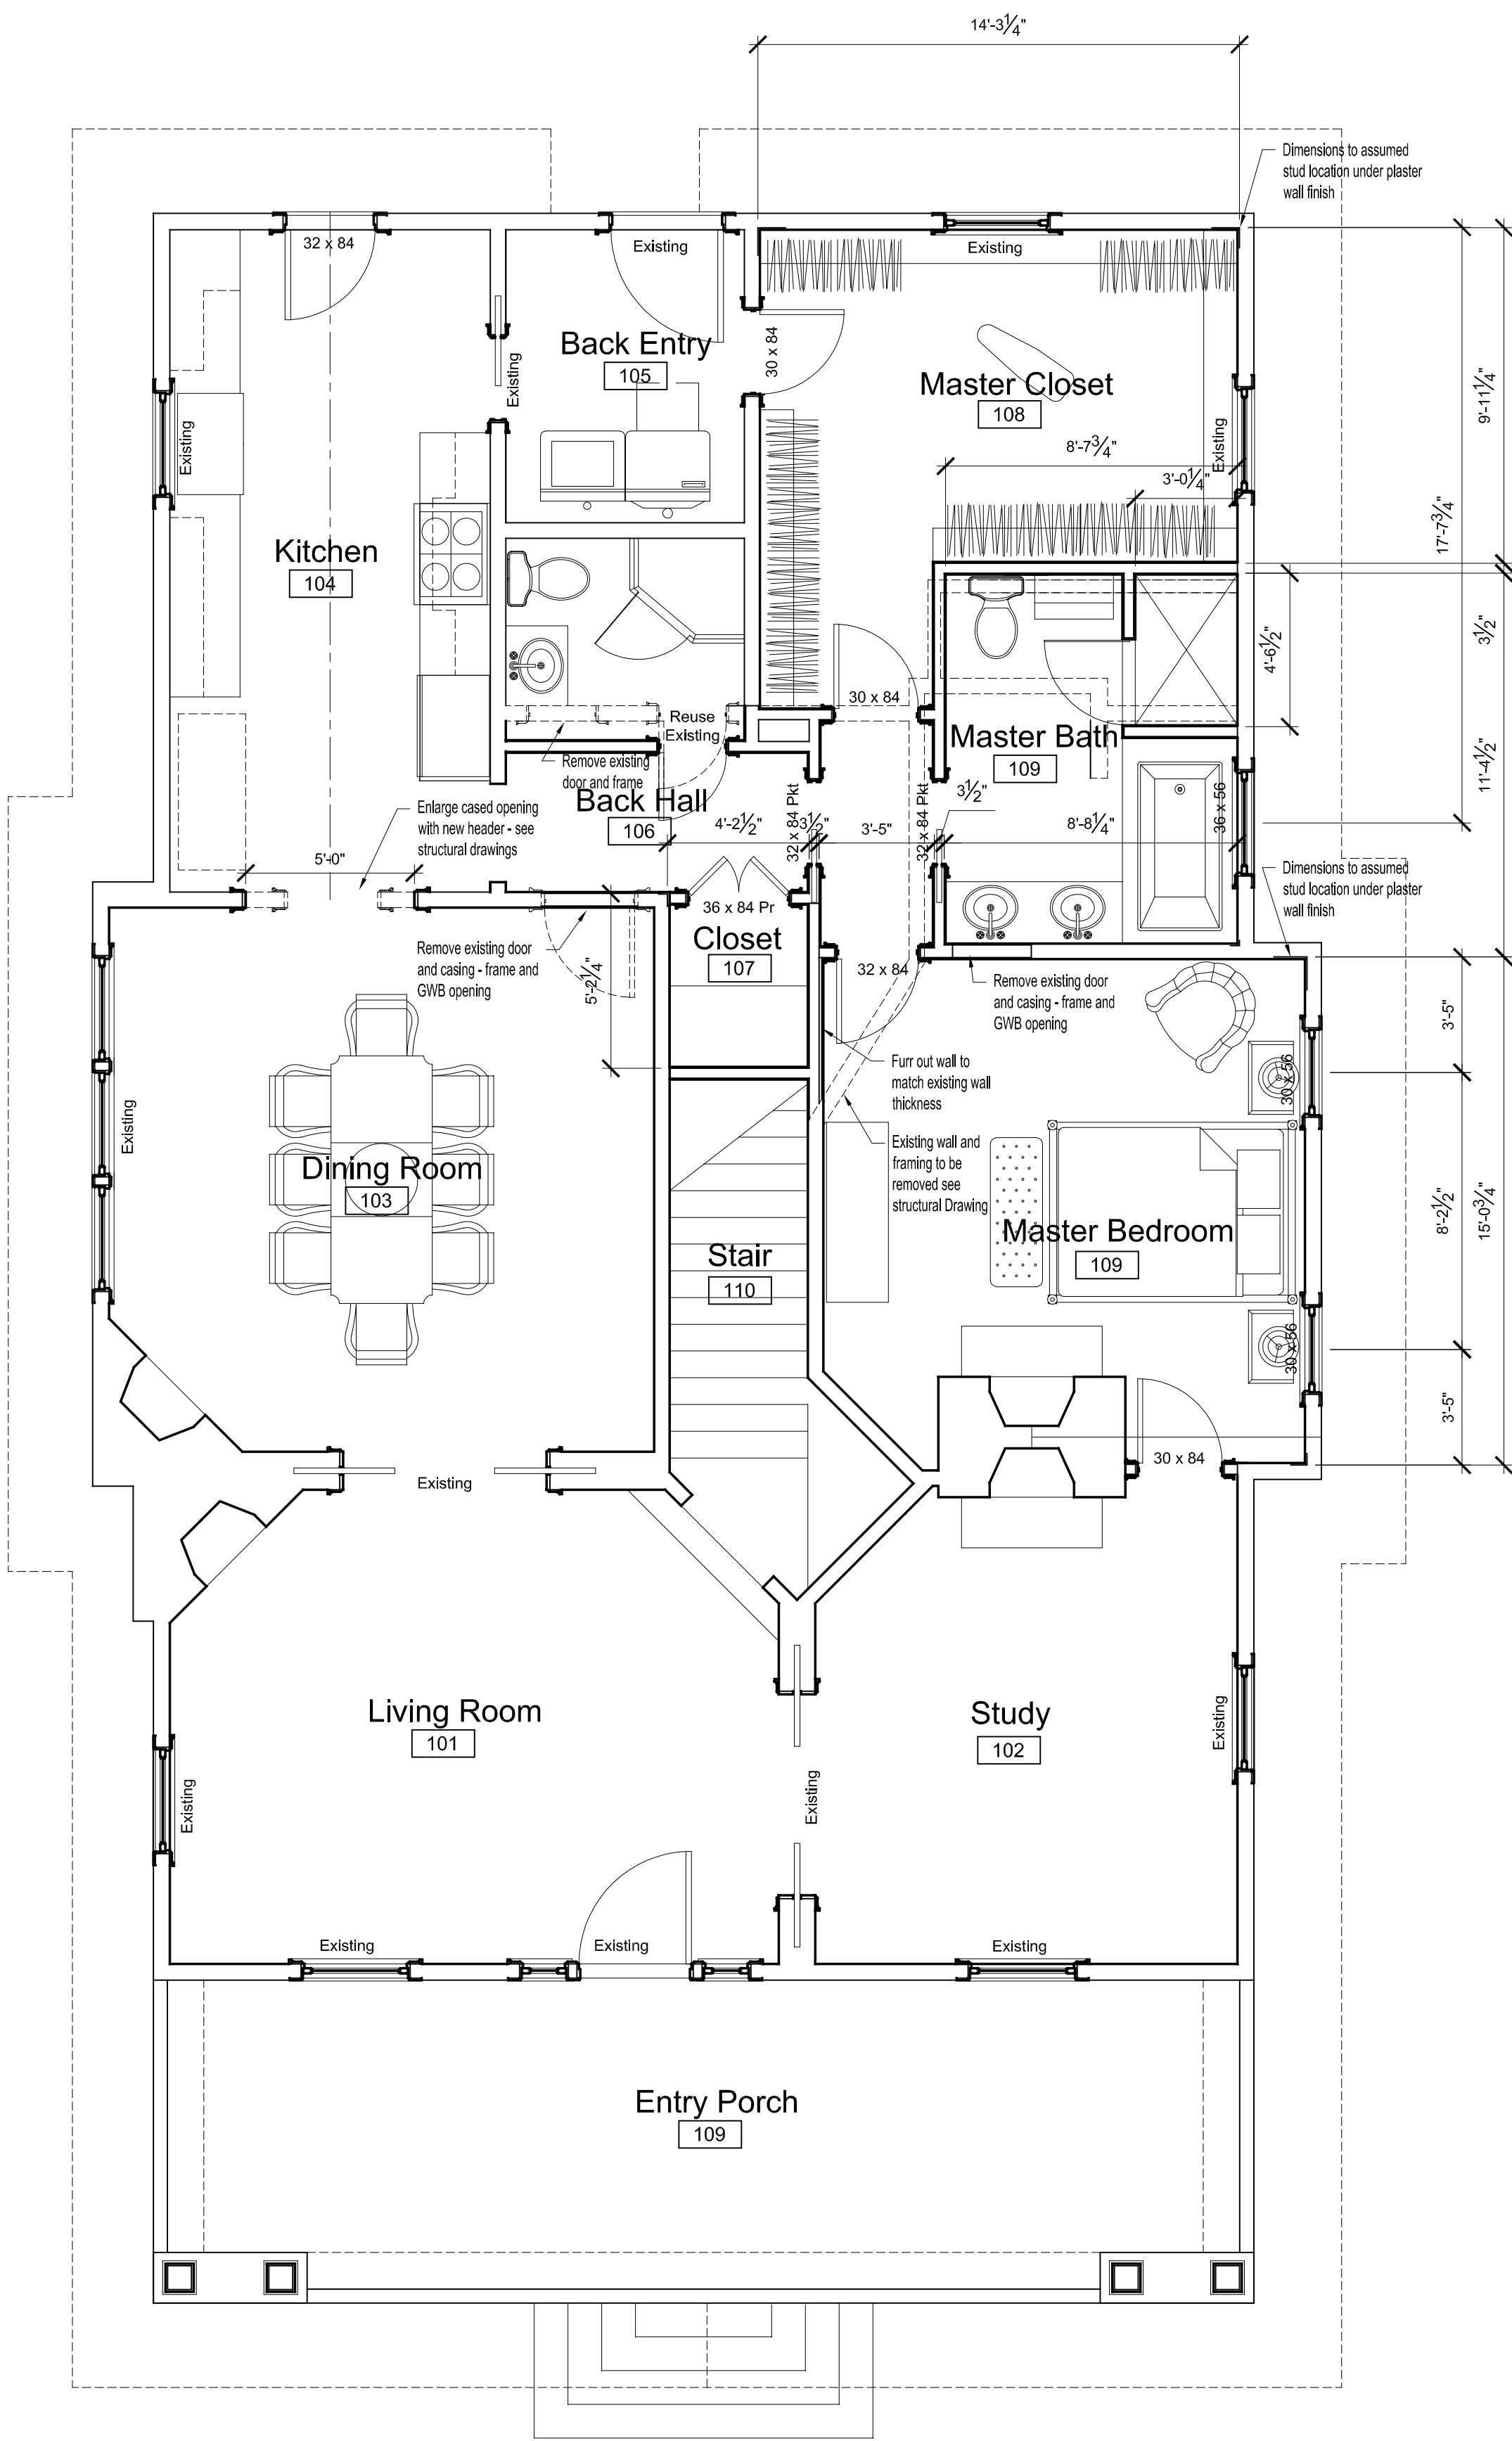 14'-3 1/4"
Dimensions to assumed
stud location under plaster
wall finish
32 x 84
Existing
Existing
Back Entry
105
30 x 84
Existing
Master Closet
108
9'-11 1/4"
Existing
Existing
8'-7 3/4"
3'-0 1/4"
17'-7 3/4"
Kitchen
104
3 1/2"
4'-6 1/2"
30 x 84
Reuse
Existing
Master Bath
109
Remove existing
door and frame
11'-4 1/2"
Back Hall
106
Enlarge cased opening
with new header - see
structural drawings
5'-0"
4'-2 1/2"
32 x 84 Pkt
3 1/2"
3'-5"
32 x 84 Pkt
3 1/2"
8'-8 1/4"
36 x 56
Dimensions to assumed
stud location under plaster
wall finish
36 x 84 Pr
Closet
107
Remove existing door
and casing - frame and
GWB opening
5'-2 1/4"
32 x 84
Remove existing door
and casing - frame and
GWB opening
3'-5"
Furr out wall to
match existing wall
thickness
30 x 56
Existing
Existing wall and
framing to be
removed see
structural Drawing
Dining Room
103
Master Bedroom
109
8'-2 1/2"
15'-0 3/4"
Stair
110
30 x 56
3'-5"
30 x 84
Existing
Living Room
101
Study
102
Existing
Existing
Existing
Existing
Existing
Existing
Entry Porch
109